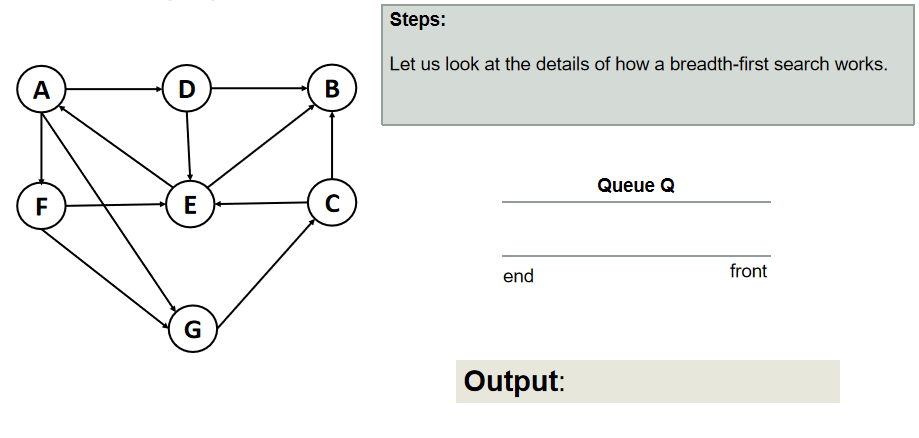 Steps:
Let us look at the details of how a breadth-first search works.
A
D
B
F
E
C
G
Queue Q
end
front
Output: